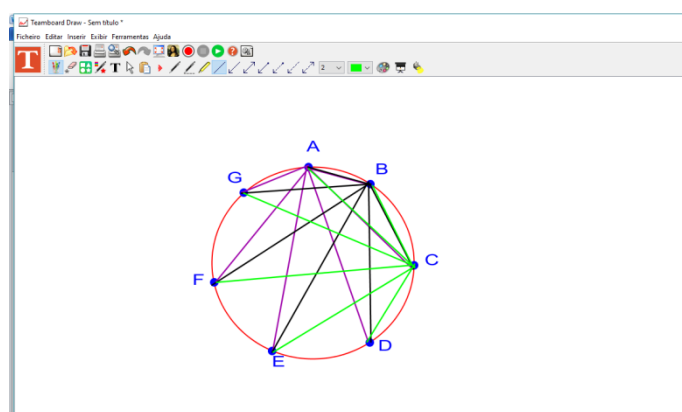 Teamboard Draw - Sem título *
Ficheiro Editar Inserir Exibir Ferramentas Ajuda
T
T
2
A
B
G
C
F
D
E